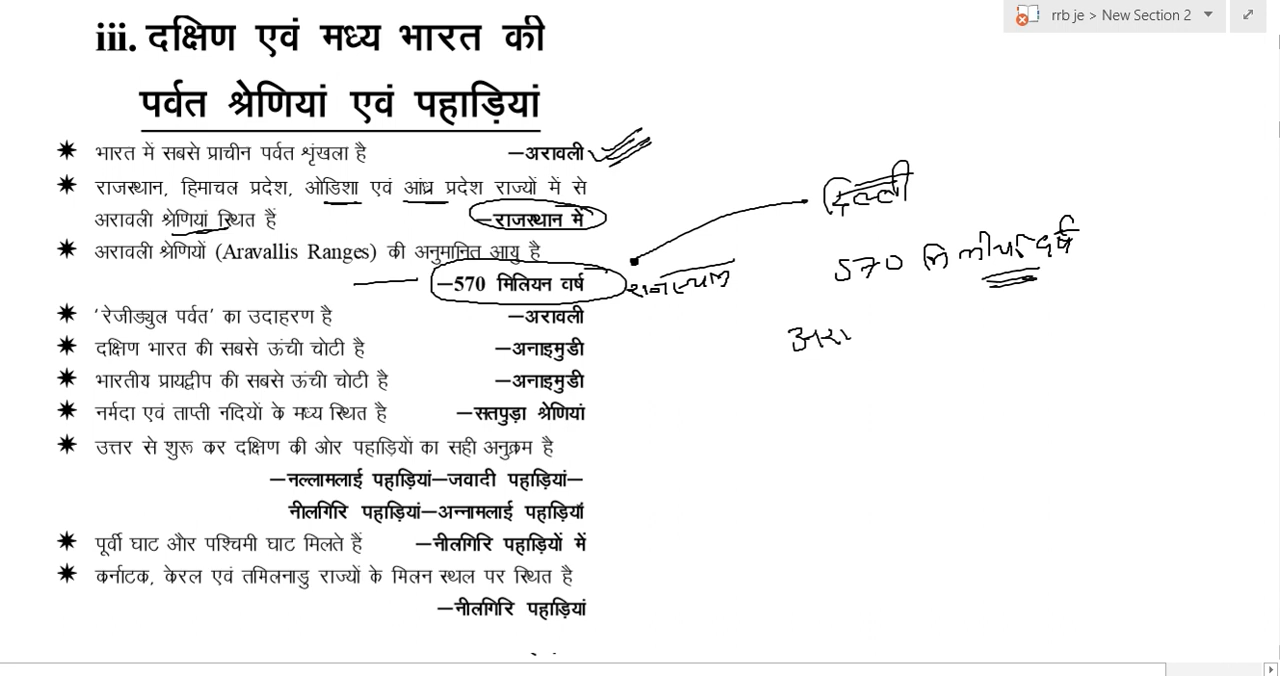 rrb je > New Section 2
iii. दक्षिण एवं मध्य भारत की
पर्वत श्रेणियां एवं पहाड़ियां
✷ भारत में सबसे प्राचीन पर्वत शृंखला है –अरावली
✷ राजस्थान, हिमाचल प्रदेश, ओडिशा एवं आंध्र प्रदेश राज्यों में से
अरावली श्रेणियां स्थित हैं –राजस्थान में
दिल्ली
✷ अरावली श्रेणियों (Aravallis Ranges) की अनुमानित आयु है
–570 मिलियन वार्ष
570
✷ 'रेजीड्युल पर्वत' का उदाहरण है –अरावली
✷ दक्षिण भारत की सबसे ऊंची चोटी है –अनाइमुडी
अरा
✷ भारतीय प्रायद्वीप की सबसे ऊंची चोटी है –अनाइमुडी
✷ नर्मदा एवं ताप्ती नदियों के मध्य स्थित है –सतपुड़ा श्रेणियां
✷ उत्तर से शुरू कर दक्षिण की ओर पहाड़ियों का सही अनुक्रम है
–नल्लामलाई पहाड़ियां–जवादी पहाड़ियां–
नीलगिरि पहाड़ियां–अन्नामलाई पहाड़ियां
✷ पूर्वी घाट और पश्चिमी घाट मिलते हैं –नीलगिरि पहाड़ियों में
✷ कर्नाटक, केरल एवं तमिलनाडु राज्यों के मिलन स्थल पर स्थित है
–नीलगिरि पहाड़ियां